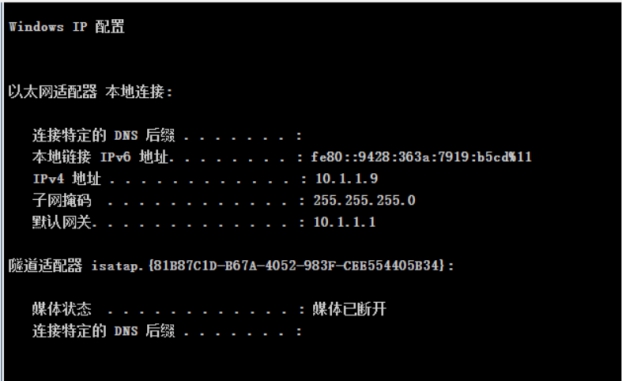 Windows IP 配置
以太网适配器 本地连接:
连接特定的 DNS 后缀 . . . . . . . :
本地链接 IPv6 地址. . . . . . . . : fe80::9428:363a:7919:b5cd%11
IPv4 地址 . . . . . . . . . . . . : 10.1.1.9
子网掩码 . . . . . . . . . . . . : 255.255.255.0
默认网关. . . . . . . . . . . . . : 10.1.1.1
隧道适配器 isatap.{81B87C1D-B67A-4052-983F-CEE554405B34}:
媒体状态 . . . . . . . . . . . . : 媒体已断开
连接特定的 DNS 后缀 . . . . . . . :